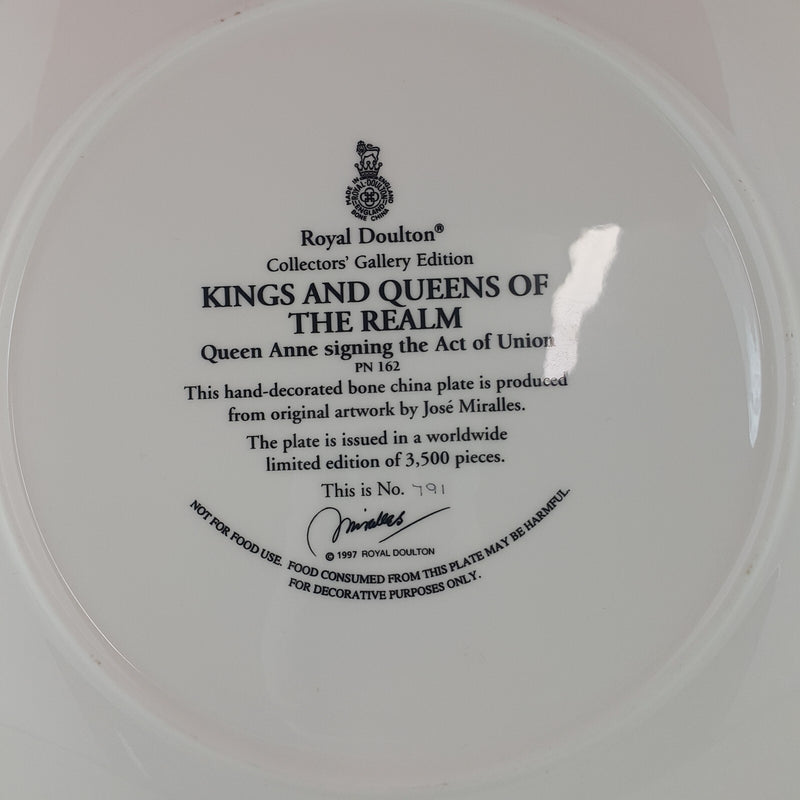 MADE IN ENGLAND
ROYAL DOULTON
ENGLAND
BONE CHINA
Royal Doulton®
Collectors' Gallery Edition
KINGS AND QUEENS OF
THE REALM
Queen Anne signing the Act of Union
PN 162
This hand-decorated bone china plate is produced
from original artwork by José Miralles.
The plate is issued in a worldwide
limited edition of 3,500 pieces.
This is No. 791
Miralles
© 1997 ROYAL DOULTON
NOT FOR FOOD USE. FOOD CONSUMED FROM THIS PLATE MAY BE HARMFUL.
FOR DECORATIVE PURPOSES ONLY.